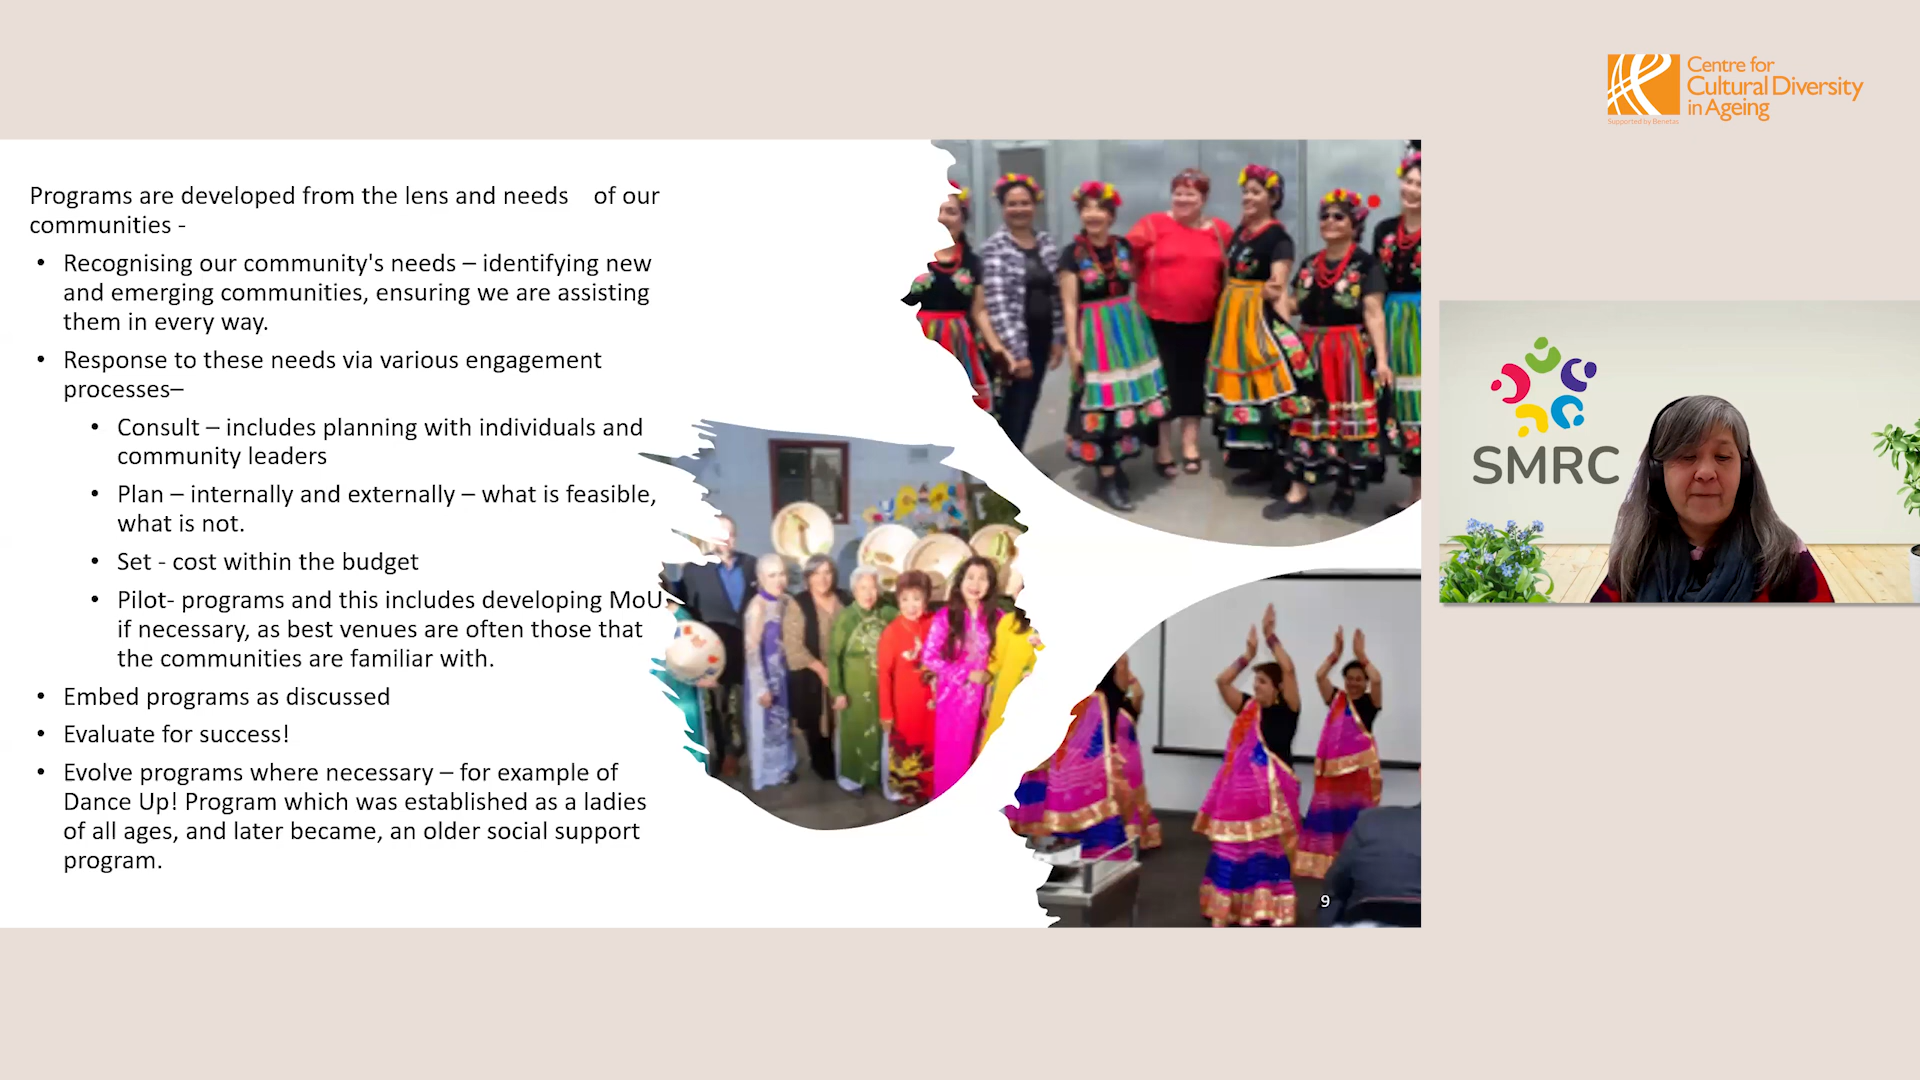 Centre for
Cultural Diversity
in Ageing
Supported by Benetas
Programs are developed from the lens and needs of our
communities -
• Recognising our community's needs – identifying new
and emerging communities, ensuring we are assisting
them in every way.
• Response to these needs via various engagement
processes–
• Consult – includes planning with individuals and
community leaders
• Plan – internally and externally – what is feasible,
what is not.
• Set - cost within the budget
• Pilot- programs and this includes developing MoU
if necessary, as best venues are often those that
the communities are familiar with.
• Embed programs as discussed
• Evaluate for success!
• Evolve programs where necessary – for example of
Dance Up! Program which was established as a ladies
of all ages, and later became, an older social support
program.
9
SMRC